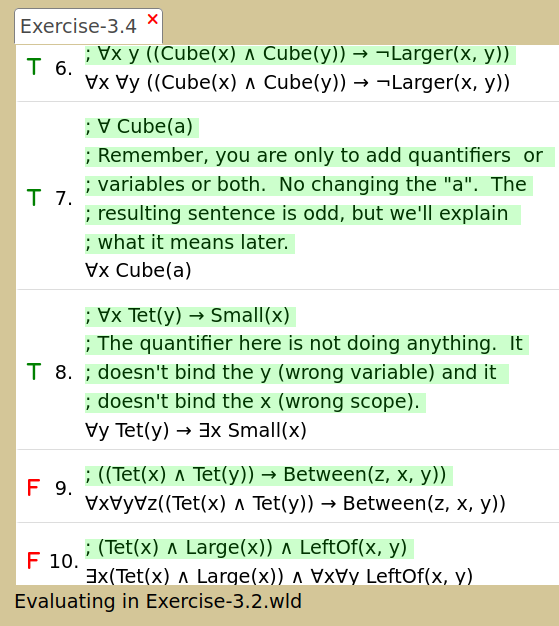 Exercise-3.4 ×
; ∀x y ((Cube(x) ∧ Cube(y)) → ¬Larger(x, y))
T 6.
∀x ∀y ((Cube(x) ∧ Cube(y)) → ¬Larger(x, y))
; ∀ Cube(a)
; Remember, you are only to add quantifiers or
; variables or both. No changing the "a". The
T 7.
; resulting sentence is odd, but we'll explain
; what it means later.
∀x Cube(a)
; ∀x Tet(y) → Small(x)
; The quantifier here is not doing anything. It
T 8. ; doesn't bind the y (wrong variable) and it
; doesn't bind the x (wrong scope).
∀y Tet(y) → ∃x Small(x)
; ((Tet(x) ∧ Tet(y)) → Between(z, x, y))
F 9.
∀x∀y∀z((Tet(x) ∧ Tet(y)) → Between(z, x, y))
; (Tet(x) ∧ Large(x)) ∧ LeftOf(x, y)
F 10.
∃x(Tet(x) ∧ Large(x)) ∧ ∀x∀y LeftOf(x, y)
Evaluating in Exercise-3.2.wld